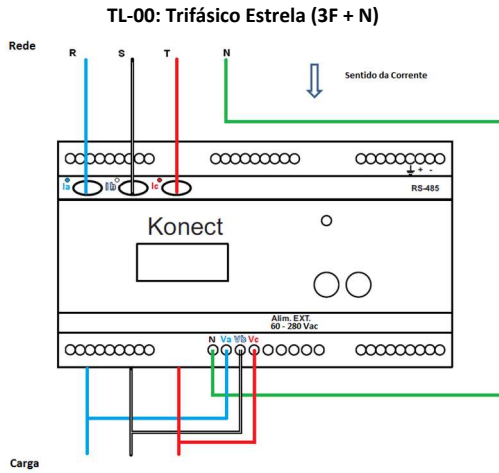 TL-00: Trifásico Estrela (3F + N)
Rede
R S T N
Sentido da Corrente
+ -
Ia Ib Ic
RS-485
Konect
Alim. EXT.
60 - 280 Vac
N Va Vb Vc
Carga